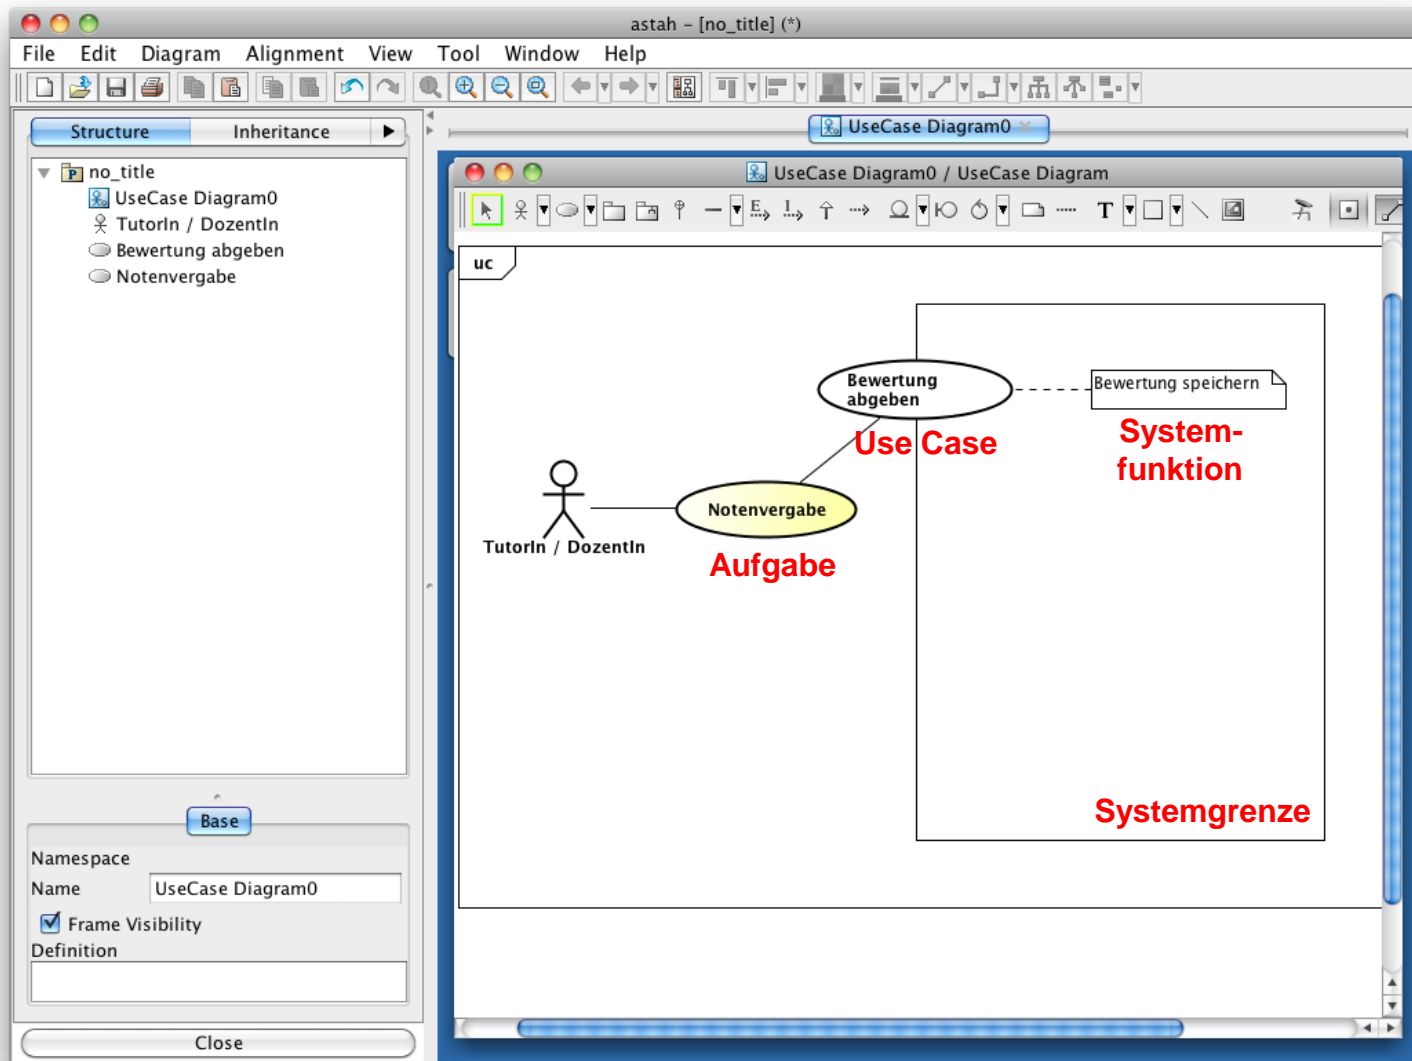 astah – [no_title] (*)
File Edit Diagram Alignment View Tool Window Help
Structure Inheritance
UseCase Diagram0
no_title
UseCase Diagram0
TutorIn / DozentIn
Bewertung abgeben
Notenvergabe
UseCase Diagram0 / UseCase Diagram
E I T
uc
Bewertung
abgeben
Bewertung speichern
Use Case
System-
funktion
Notenvergabe
TutorIn / DozentIn
Aufgabe
Systemgrenze
Base
Namespace
Name UseCase Diagram0
Frame Visibility
Definition
Close